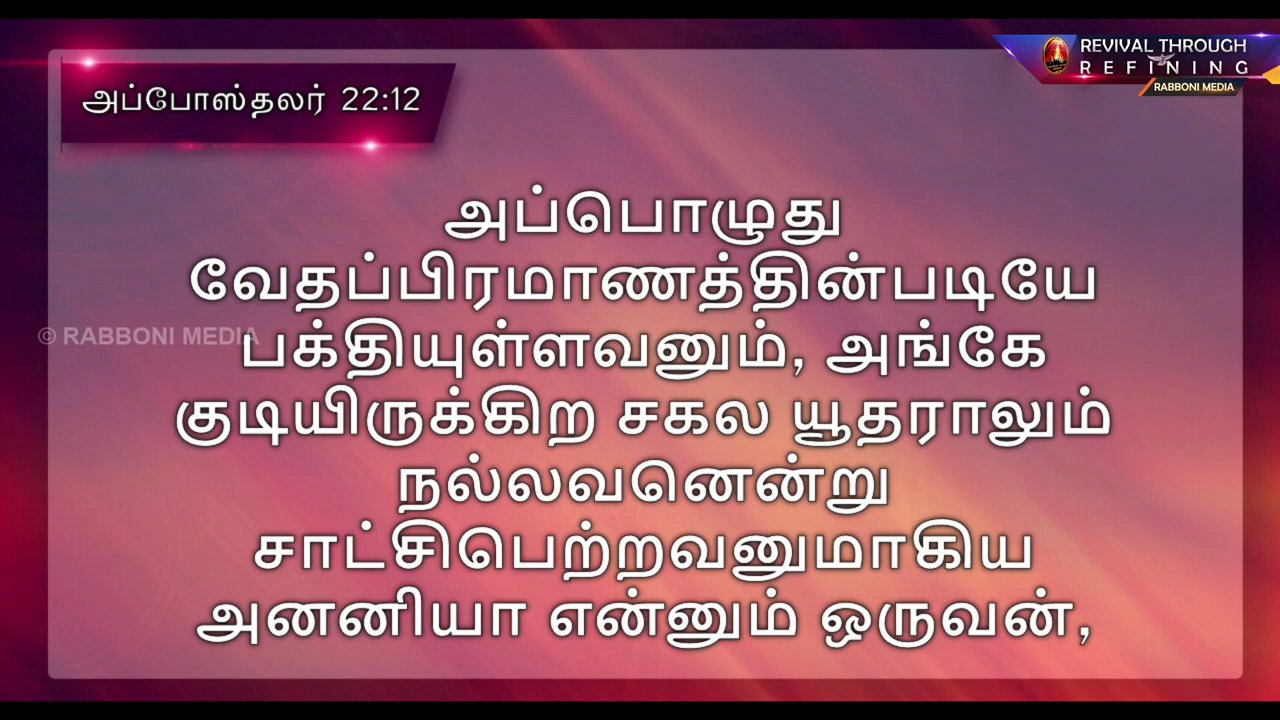 REVIVAL THROUGH
REFINING
RABBONI MEDIA
அப்போஸ்தலர் 22:12
அப்பொழுது
வேதப்பிரமாணத்தின்படியே
© RABBONI MEDIA
பக்தியுள்ளவனும், அங்கே
குடியிருக்கிற சகல யூதராலும்
நல்லவனென்று
சாட்சிபெற்றவனுமாகிய
அனனியா என்னும் ஒருவன்,